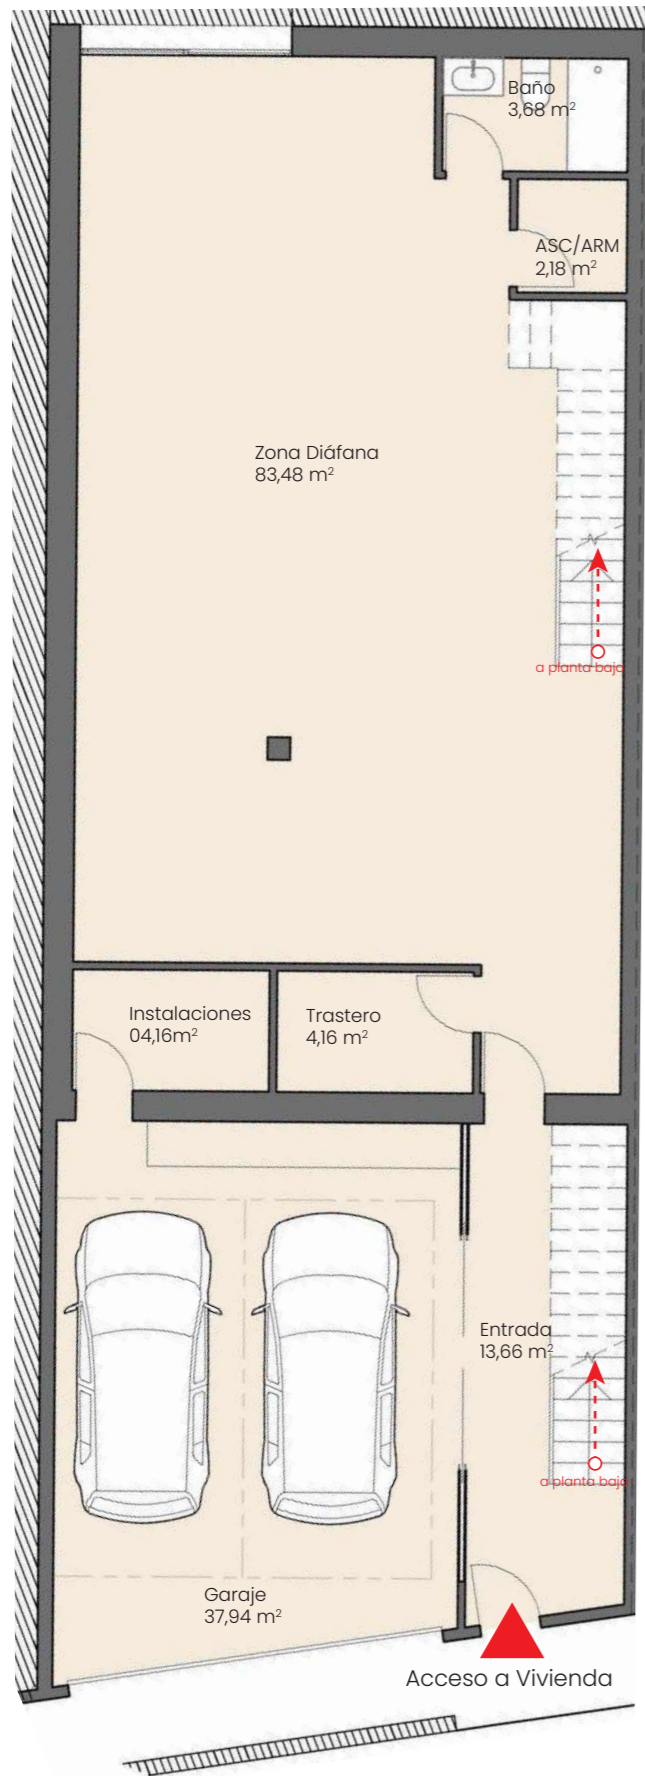 Baño
3,68 m²
ASC/ARM
2,18 m²
Zona Diáfana
83,48 m²
a planta baja
Instalaciones
04,16m²
Trastero
4,16 m²
Entrada
13,66 m²
a planta baja
Garaje
37,94 m²
Acceso a Vivienda